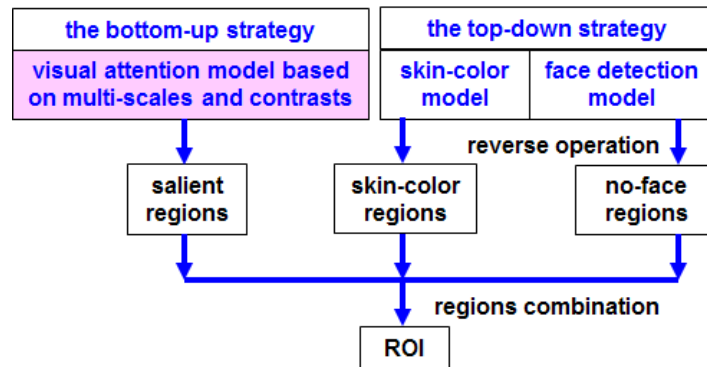 the bottom-up strategy
the top-down strategy
visual attention model based
on multi-scales and contrasts
skin-color
model
face detection
model
reverse operation
salient
regions
skin-color
regions
no-face
regions
regions combination
ROI